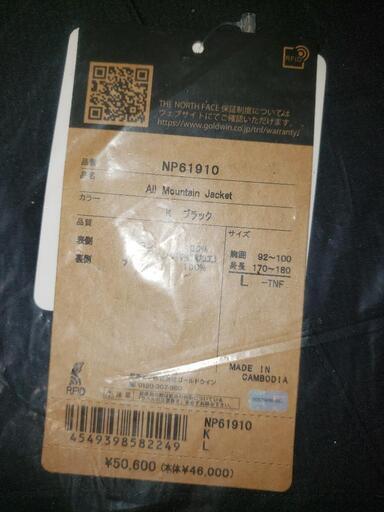 RFID
THE NORTH FACE 保証制度については
ウェブサイトにてご確認いただけます。
https://www.goldwin.co.jp/tnf/warranty/
品番 NP61910
品名 All Mountain Jacket
カラー K ブラック
品質
サイズ
表側
裏側 100%
胸囲 92~100
身長 170~180
L -TNF
RFID
株式会社ゴールドウイン
MADE IN
CAMBODIA
NP61910
K
L
4549398582249
¥50,600 (本体¥46,000)